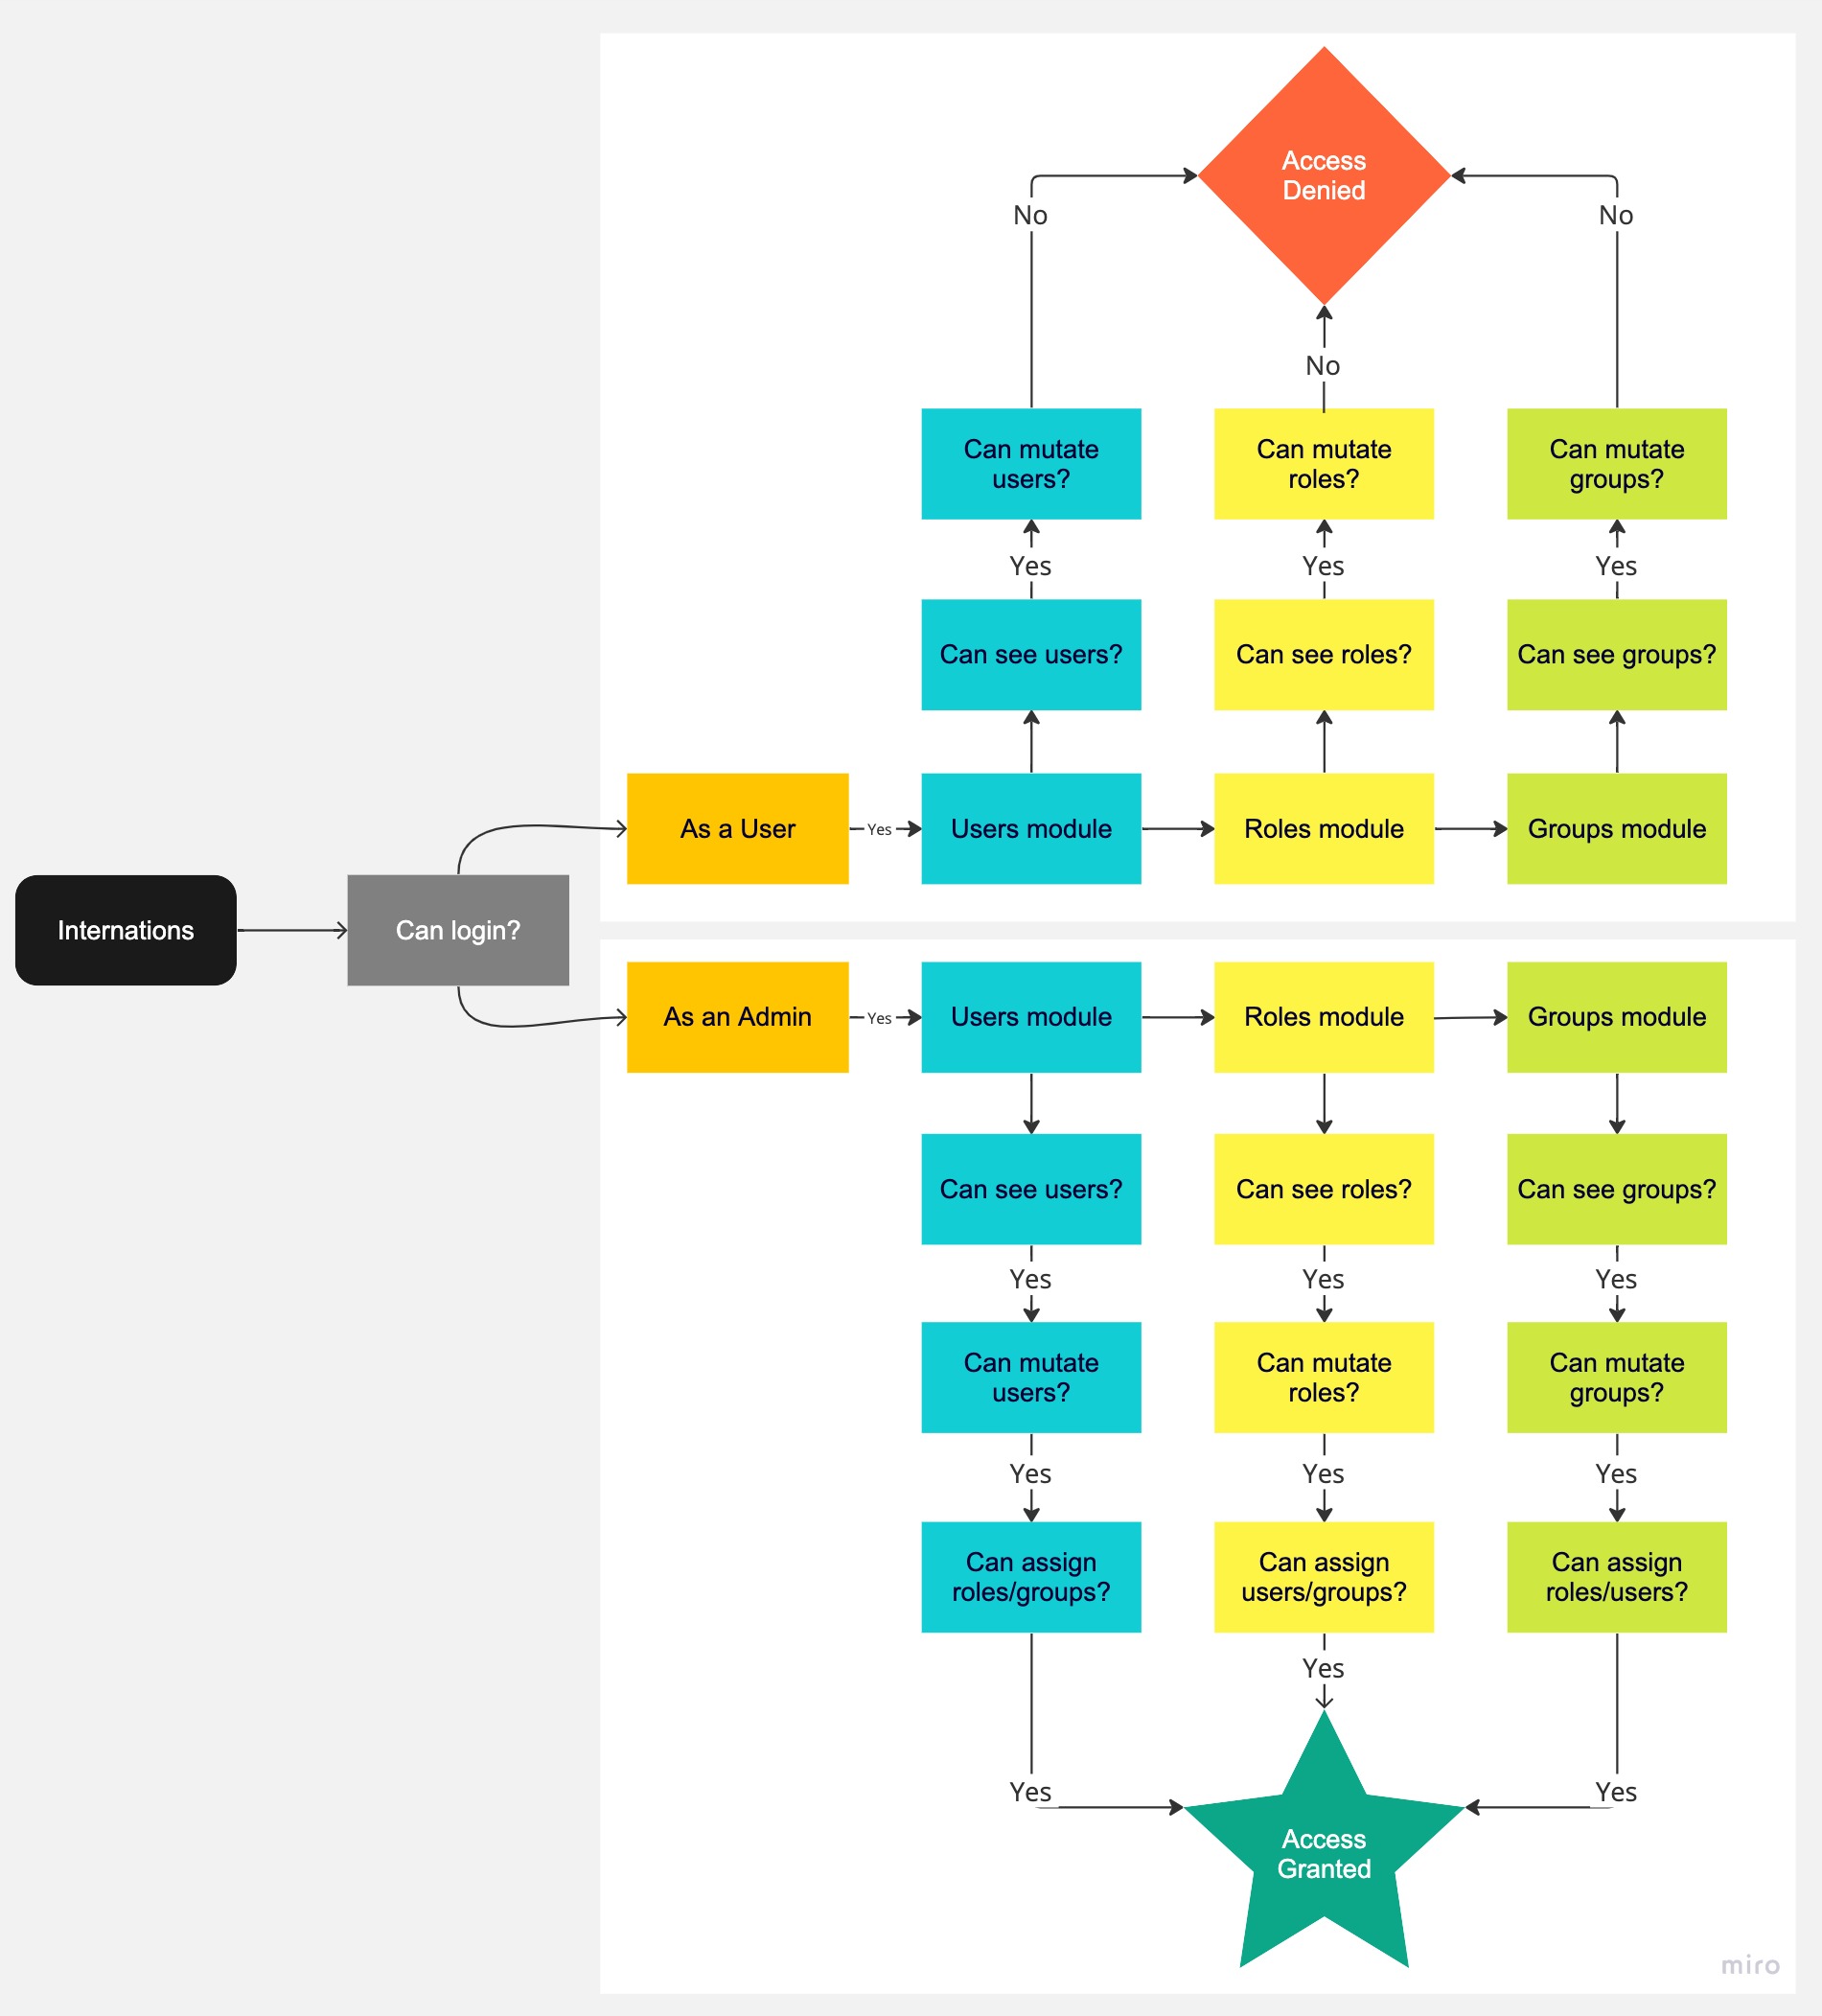 Access
Denied
No
No
No
Can mutate
users?
Can mutate
roles?
Can mutate
groups?
Yes
Yes
Yes
Can see users?
Can see roles?
Can see groups?
As a User
Yes
Users module
Roles module
Groups module
Internations
Can login?
As an Admin
Yes
Users module
Roles module
Groups module
Can see users?
Can see roles?
Can see groups?
Yes
Yes
Yes
Can mutate
users?
Can mutate
roles?
Can mutate
groups?
Yes
Yes
Yes
Can assign
roles/groups?
Can assign
users/groups?
Can assign
roles/users?
Yes
Yes
Yes
Access
Granted
miro